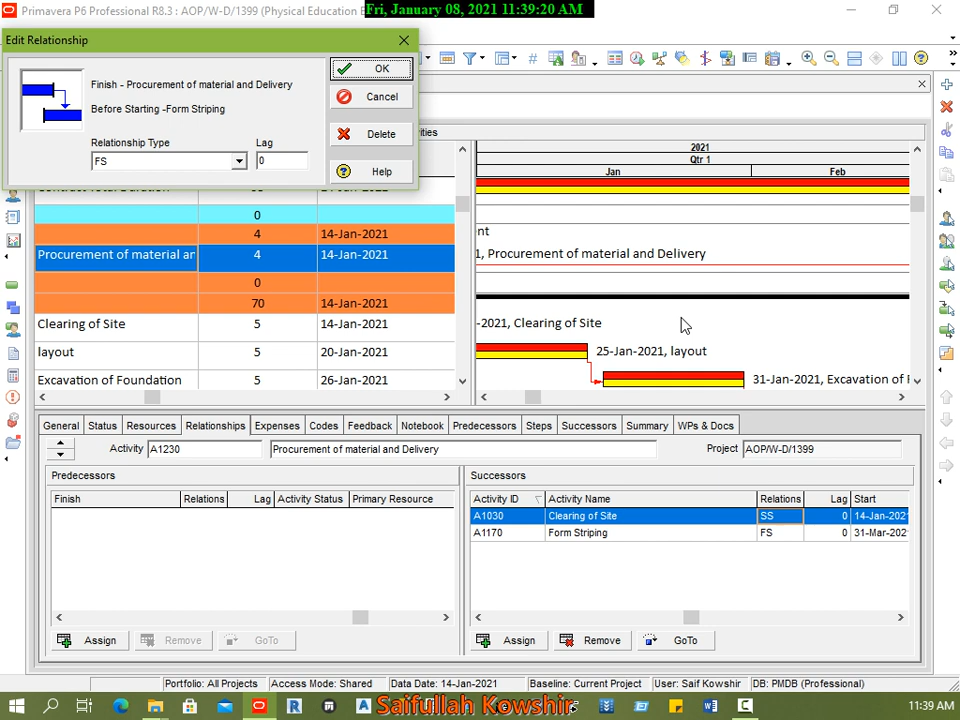 Primavera P6 Professional R8.3 : AOP/W-D/1399 (Physical Education
Fri, January 08, 2021 11:39:20 AM
Edit Relationship
Finish - Procurement of material and Delivery
Before Starting -Form Striping
Relationship Type
Lag
FS
0
OK
Cancel
Delete
Help
2021
Qtr 1
Jan
Feb
0
4
14-Jan-2021
Procurement of material an
4
14-Jan-2021
0
70
14-Jan-2021
Clearing of Site
5
14-Jan-2021
layout
5
20-Jan-2021
Excavation of Foundation
5
26-Jan-2021
1, Procurement of material and Delivery
-2021, Clearing of Site
25-Jan-2021, layout
31-Jan-2021, Excavation of F
General
Status
Resources
Relationships
Expenses
Codes
Feedback
Notebook
Predecessors
Steps
Successors
Summary
WPs & Docs
Activity
A1230
Procurement of material and Delivery
Project
AOP/W-D/1399
Predecessors
Finish
Relations
Lag
Activity Status
Primary Resource
Successors
Activity ID
Activity Name
Relations
Lag
Start
A1030
Clearing of Site
SS
0
14-Jan-202
A1170
Form Striping
FS
0
31-Mar-202
Assign
Remove
GoTo
Assign
Remove
GoTo
Portfolio: All Projects
Access Mode: Shared
Data Date: 14-Jan-2021
Baseline: Current Project
User: Saif Kowshir
DB: PMDB (Professional)
Saifullah Kowshir
11:39 AM